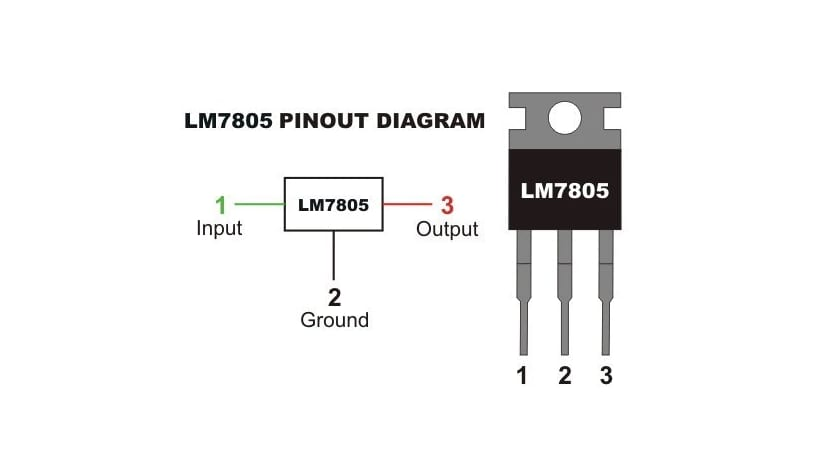 LM7805 PINOUT DIAGRAM
1
Input
LM7805
3
Output
2
Ground
LM7805
1 2 3